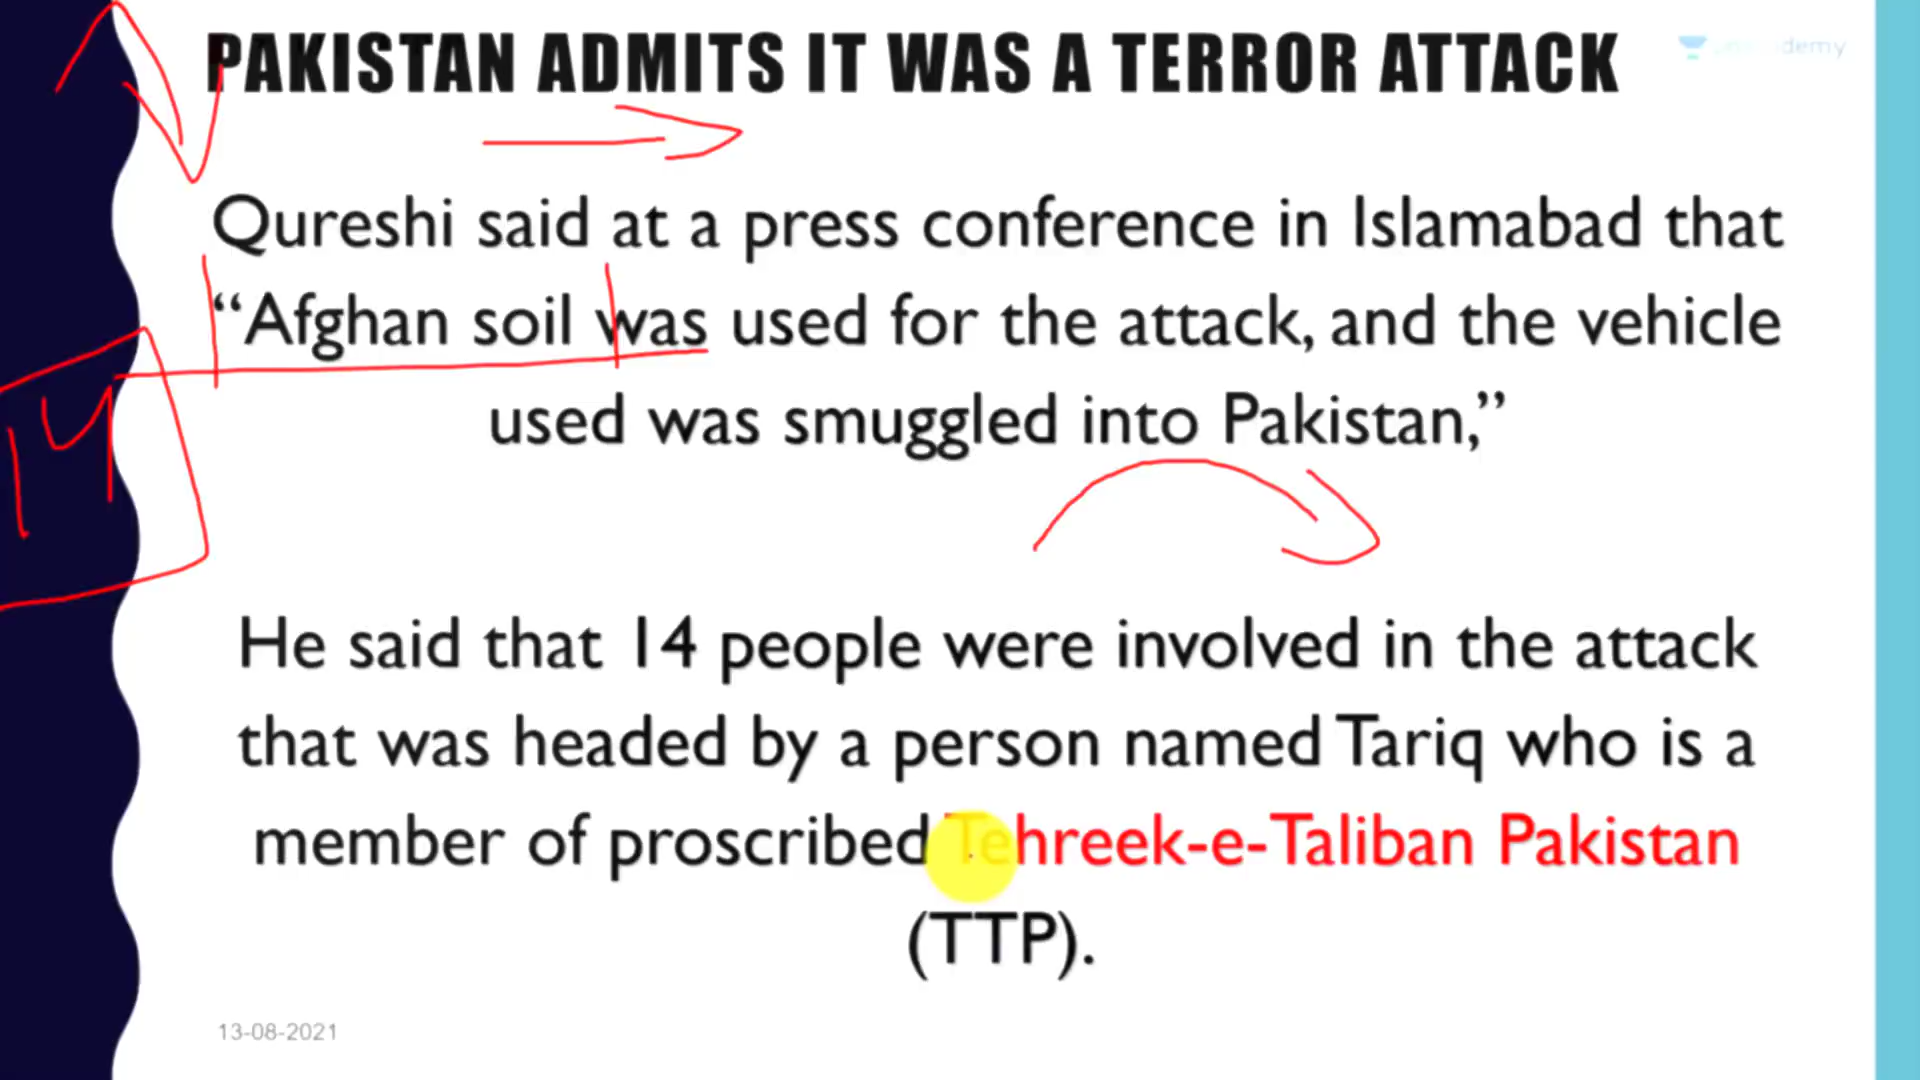 PAKISTAN ADMITS IT WAS A TERROR ATTACK
demy
Qureshi said at a press conference in Islamabad that
“Afghan soil was used for the attack, and the vehicle
used was smuggled into Pakistan,”
14
He said that 14 people were involved in the attack
that was headed by a person named Tariq who is a
member of proscribed Tehreek-e-Taliban Pakistan
(TTP).
13-08-2021